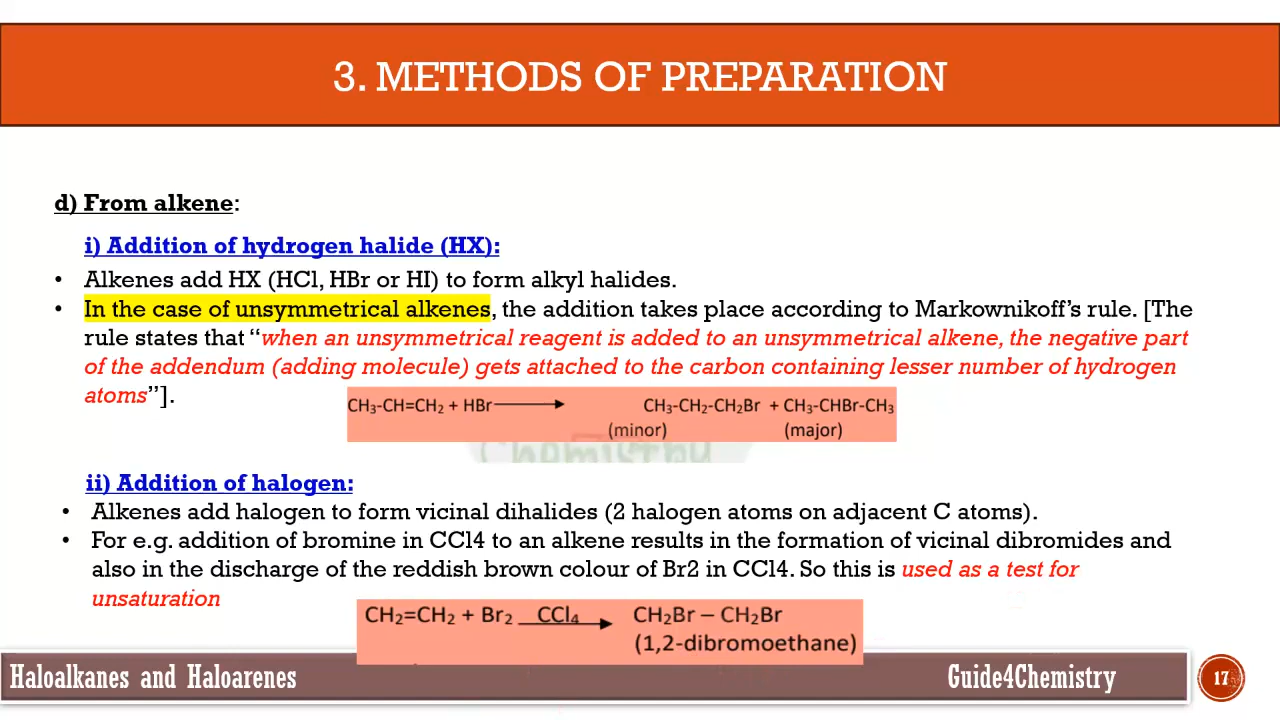 3. METHODS OF PREPARATION
d) From alkene:
i) Addition of hydrogen halide (HX):
• Alkenes add HX (HCl, HBr or HI) to form alkyl halides.
• In the case of unsymmetrical alkenes, the addition takes place according to Markownikoff's rule. [The
rule states that "when an unsymmetrical reagent is added to an unsymmetrical alkene, the negative part
of the addendum (adding molecule) gets attached to the carbon containing lesser number of hydrogen
atoms"].
CH₃-CH=CH₂ + HBr ⟶ CH₃-CH₂-CH₂Br + CH₃-CHBr-CH₃
(minor) (major)
Chemistry
ii) Addition of halogen:
• Alkenes add halogen to form vicinal dihalides (2 halogen atoms on adjacent C atoms).
• For e.g. addition of bromine in CCl4 to an alkene results in the formation of vicinal dibromides and
also in the discharge of the reddish brown colour of Br2 in CCl4. So this is used as a test for
unsaturation
CH₂=CH₂ + Br₂ CCl₄⟶ CH₂Br – CH₂Br
(1,2-dibromoethane)
Haloalkanes and Haloarenes Guide4Chemistry 17